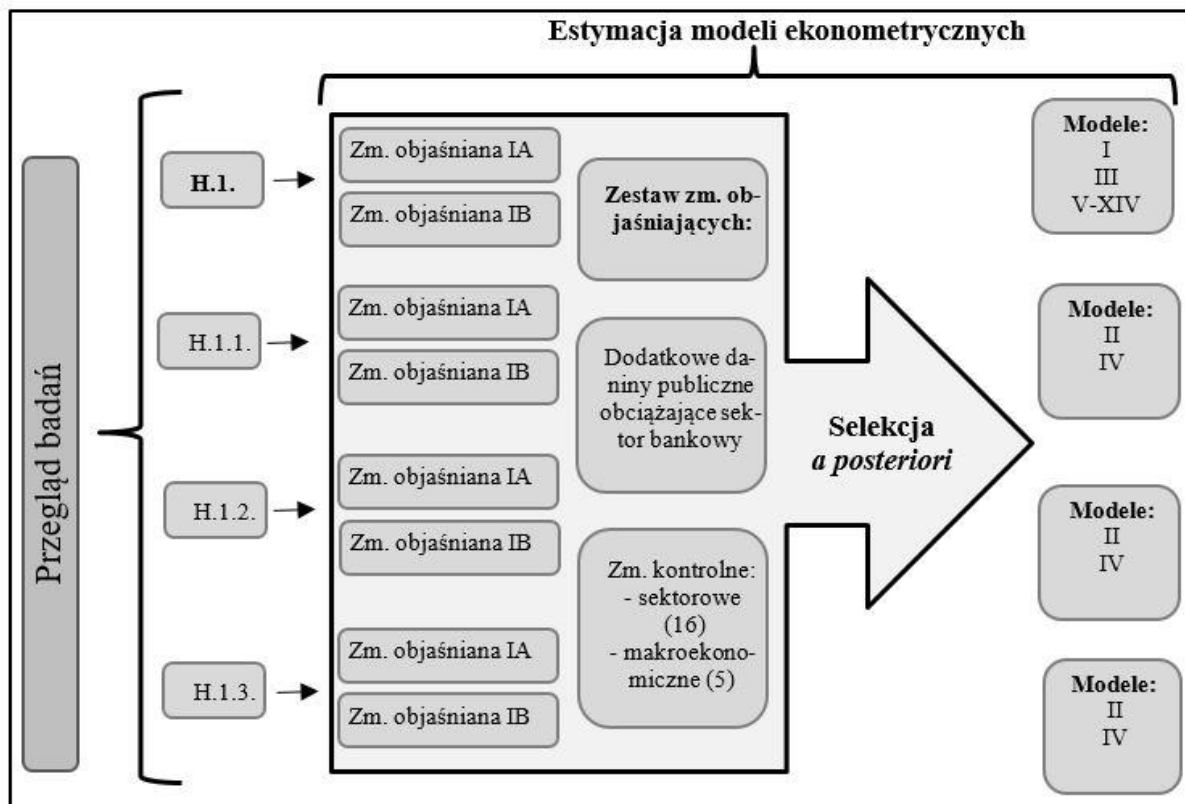 Estymacja modeli ekonometrycznych
Przegląd badań
H.1.
H.1.1.
H.1.2.
H.1.3.
Zm. objaśniana IA
Zm. objaśniana IB
Zm. objaśniana IA
Zm. objaśniana IB
Zm. objaśniana IA
Zm. objaśniana IB
Zm. objaśniana IA
Zm. objaśniana IB
Zestaw zm. ob-
jaśniających:
Dodatkowe da-
niny publiczne
obciążające sek-
tor bankowy
Zm. kontrolne:
- sektorowe
(16)
- makroekono-
miczne (5)
Selekcja
a posteriori
Modele:
I
III
V-XIV
Modele:
II
IV
Modele:
II
IV
Modele:
II
IV